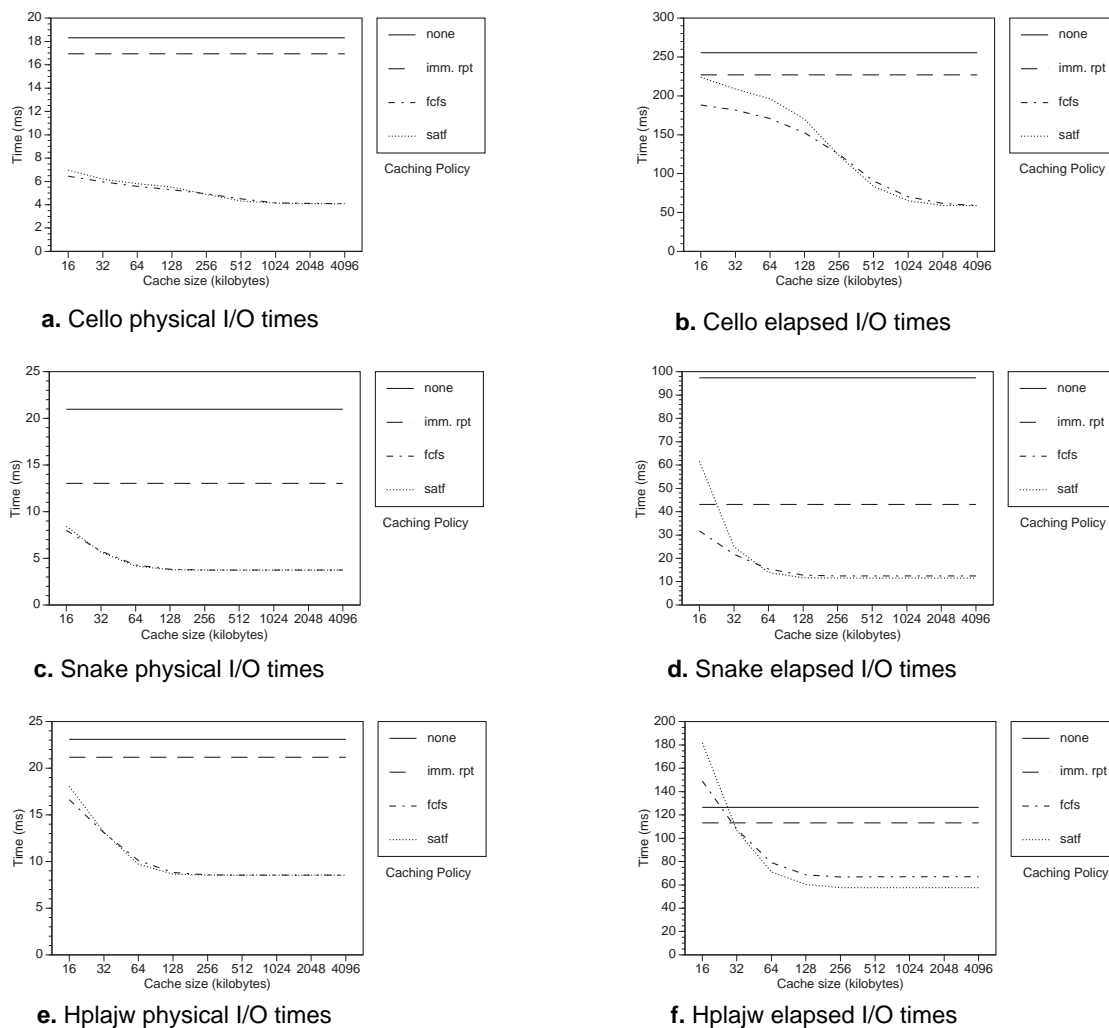 20
18
16
14
12
10
8
6
4
2
0
Time (ms)
16 32 64 128 256 512 1024 2048 4096
Cache size (kilobytes)
none
imm. rpt
fcfs
satf
Caching Policy
a. Cello physical I/O times
300
250
200
150
100
50
0
Time (ms)
16 32 64 128 256 512 1024 2048 4096
Cache size (kilobytes)
none
imm. rpt
fcfs
satf
Caching Policy
b. Cello elapsed I/O times
25
20
15
10
5
0
Time (ms)
16 32 64 128 256 512 1024 2048 4096
Cache size (kilobytes)
none
imm. rpt
fcfs
satf
Caching Policy
c. Snake physical I/O times
100
90
80
70
60
50
40
30
20
10
0
Time (ms)
16 32 64 128 256 512 1024 2048 4096
Cache size (kilobytes)
none
imm. rpt
fcfs
satf
Caching Policy
d. Snake elapsed I/O times
25
20
15
10
5
0
Time (ms)
16 32 64 128 256 512 1024 2048 4096
Cache size (kilobytes)
none
imm. rpt
fcfs
satf
Caching Policy
e. Hplajw physical I/O times
200
180
160
140
120
100
80
60
40
20
0
Time (ms)
16 32 64 128 256 512 1024 2048 4096
Cache size (kilobytes)
none
imm. rpt
fcfs
satf
Caching Policy
f. Hplajw elapsed I/O times